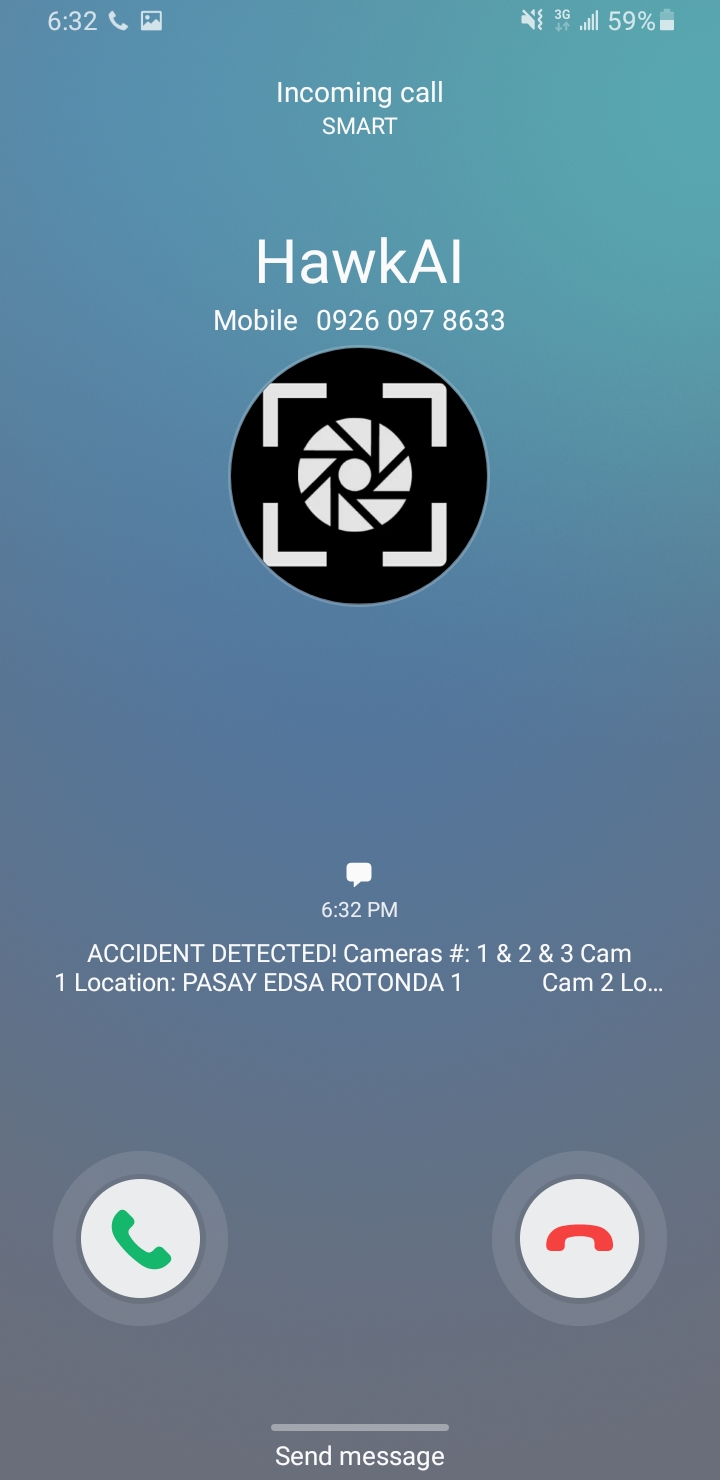 6:32 3G 59%
Incoming call
SMART
HawkAI
Mobile 0926 097 8633
6:32 PM
ACCIDENT DETECTED! Cameras #: 1 & 2 & 3 Cam
1 Location: PASAY EDSA ROTONDA 1 Cam 2 Lo...
Send message